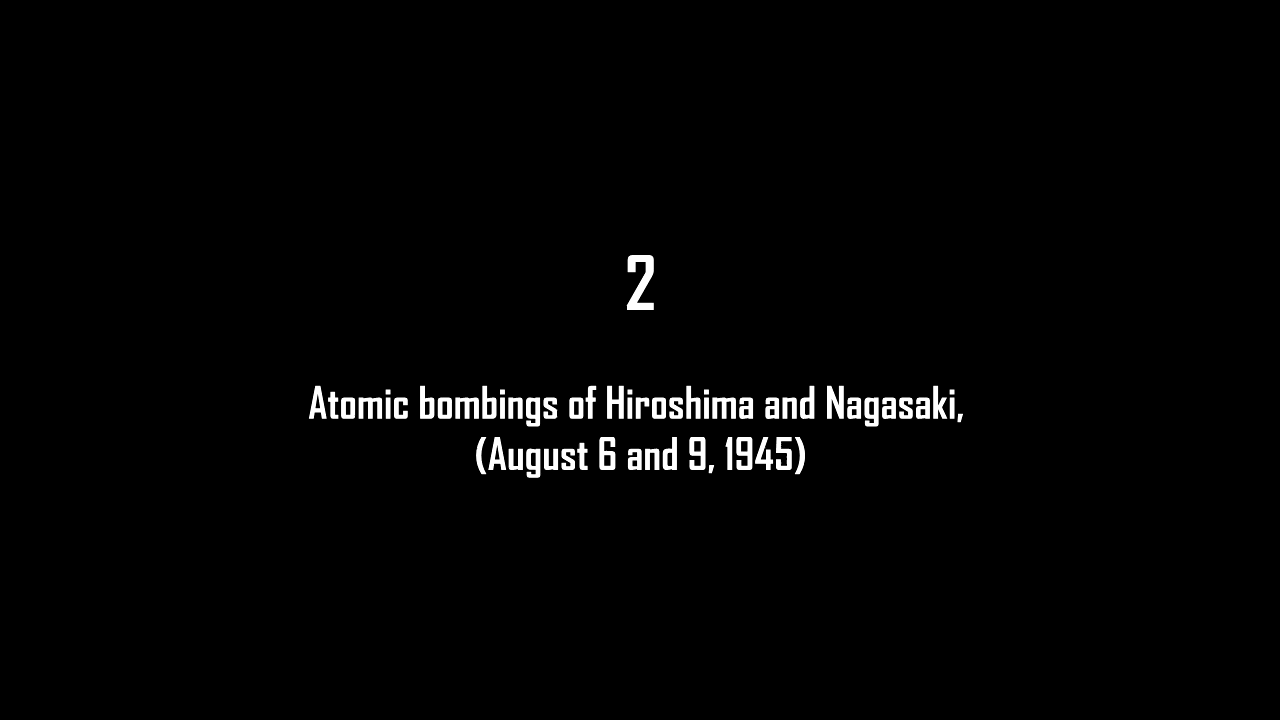 2
Atomic bombings of Hiroshima and Nagasaki,
(August 6 and 9, 1945)